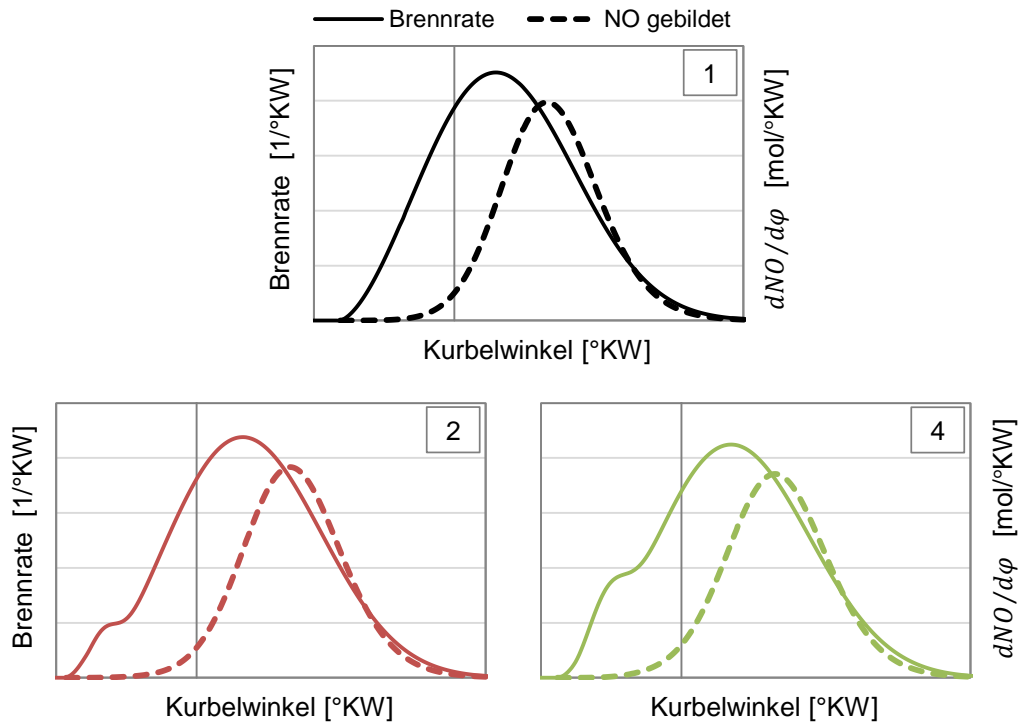 Brennrate NO gebildet
1
Brennrate [1/°KW]
dNO/dφ [mol/°KW]
Kurbelwinkel [°KW]
2
Brennrate [1/°KW]
Kurbelwinkel [°KW]
4
dNO/dφ [mol/°KW]
Kurbelwinkel [°KW]